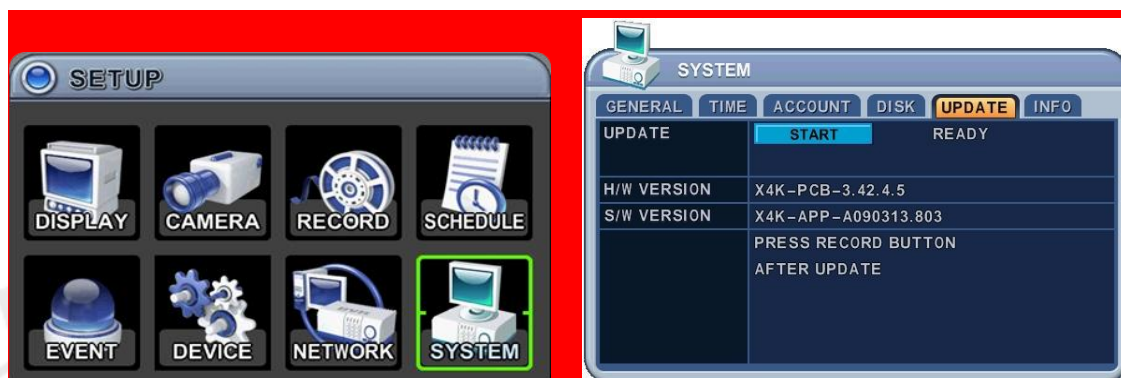 SETUP
DISPLAY CAMERA RECORD SCHEDULE
EVENT DEVICE NETWORK SYSTEM
SYSTEM
GENERAL TIME ACCOUNT DISK UPDATE INFO
UPDATE START READY
H/W VERSION X4K-PCB-3.42.4.5
S/W VERSION X4K-APP-A090313.803
PRESS RECORD BUTTON
AFTER UPDATE